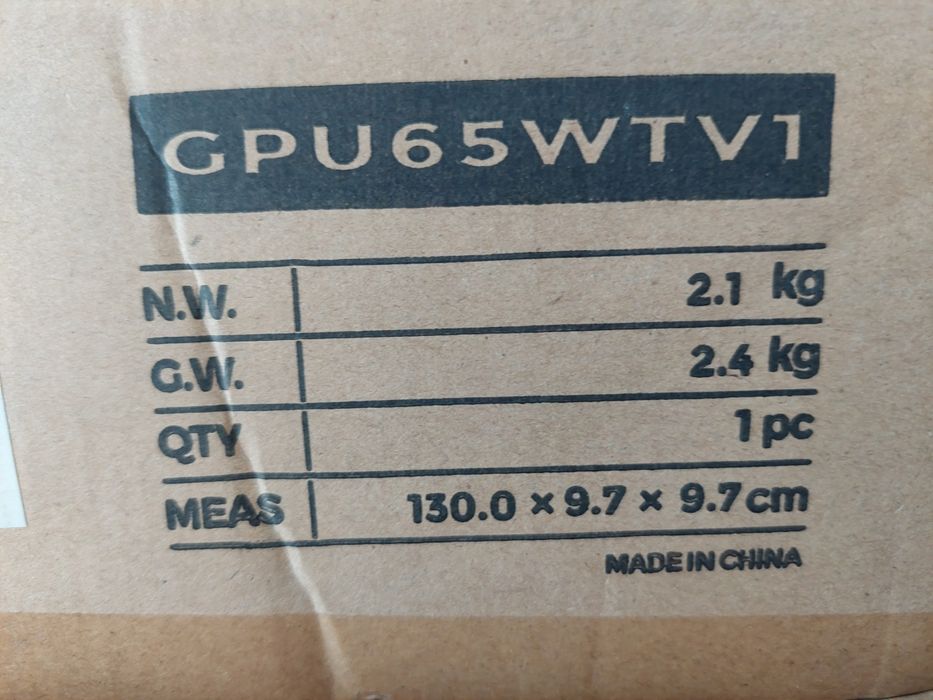 GPU65WTV1
N.W. 2.1 kg
G.W. 2.4 kg
QTY 1 pc
MEAS 130.0 × 9.7 × 9.7 cm
MADE IN CHINA